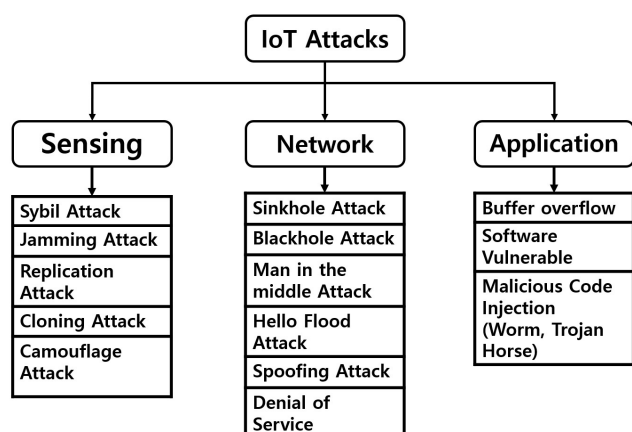 IoT Attacks
Sensing
Sybil Attack
Jamming Attack
Replication
Attack
Cloning Attack
Camouflage
Attack
Network
Sinkhole Attack
Blackhole Attack
Man in the
middle Attack
Hello Flood
Attack
Spoofing Attack
Denial of
Service
Application
Buffer overflow
Software
Vulnerable
Malicious Code
Injection
(Worm, Trojan
Horse)